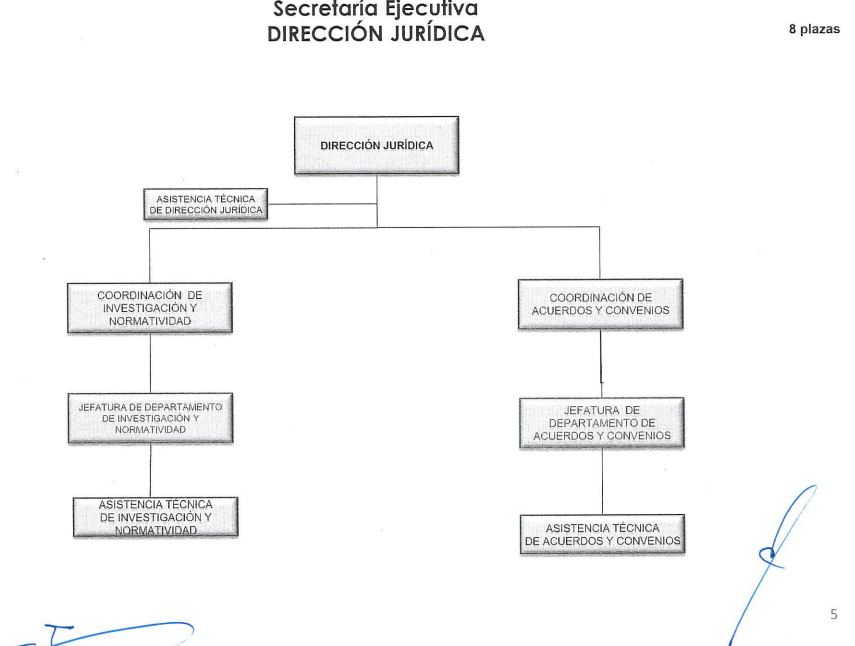 Secretaría Ejecutiva
DIRECCIÓN JURÍDICA
8 plazas
DIRECCIÓN JURÍDICA
ASISTENCIA TÉCNICA
DE DIRECCIÓN JURÍDICA
COORDINACIÓN DE
INVESTIGACIÓN Y
NORMATIVIDAD
COORDINACIÓN DE
ACUERDOS Y CONVENIOS
JEFATURA DE DEPARTAMENTO
DE INVESTIGACIÓN Y
NORMATIVIDAD
JEFATURA DE
DEPARTAMENTO DE
ACUERDOS Y CONVENIOS
ASISTENCIA TÉCNICA
DE INVESTIGACIÓN Y
NORMATIVIDAD
ASISTENCIA TÉCNICA
DE ACUERDOS Y CONVENIOS
5